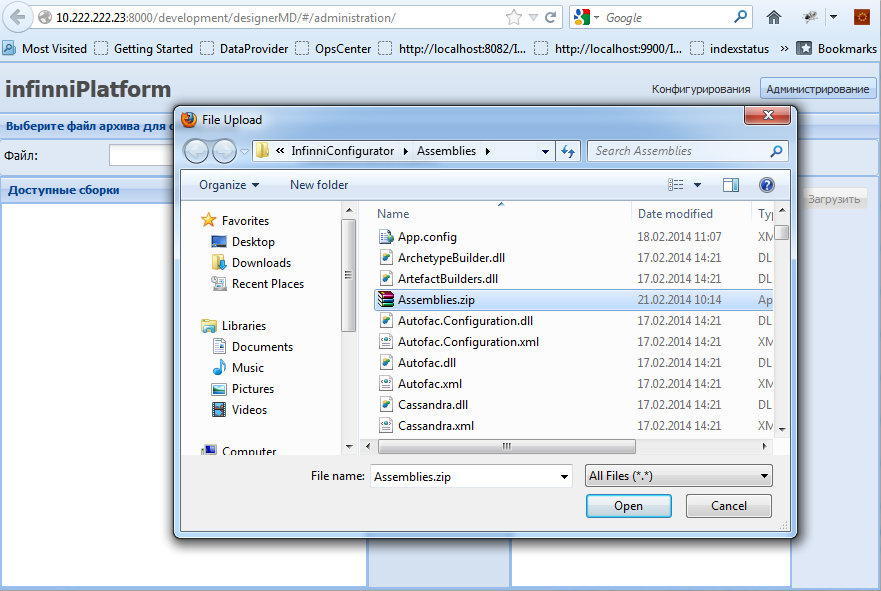 10.222.222.23:8000/development/designerMD/#/administration/
Google
Most Visited Getting Started DataProvider OpsCenter http://localhost:8082/I... http://localhost:9900/I... indexstatus » Bookmarks
infinniPlatform
Конфигурирование Администрирование
Выберите файл архива для
Файл:
Доступные сборки
Загрузить
File Upload
« InfinniConfigurator Assemblies
Search Assemblies
Organize New folder
Favorites
Desktop
Downloads
Recent Places
Libraries
Documents
Music
Pictures
Videos
Computer
Name Date modified Ty
App.config 18.02.2014 11:07 XM
ArchetypeBuilder.dll 17.02.2014 14:21 DL
ArtefactBuilders.dll 17.02.2014 14:21 DL
Assemblies.zip 21.02.2014 10:14 Ap
Autofac.Configuration.dll 17.02.2014 14:21 DL
Autofac.Configuration.xml 17.02.2014 14:21 XM
Autofac.dll 17.02.2014 14:21 DL
Autofac.xml 17.02.2014 14:21 XM
Cassandra.dll 17.02.2014 14:21 DL
Cassandra.xml 17.02.2014 14:21 XM
File name: Assemblies.zip All Files (*.*)
Open Cancel